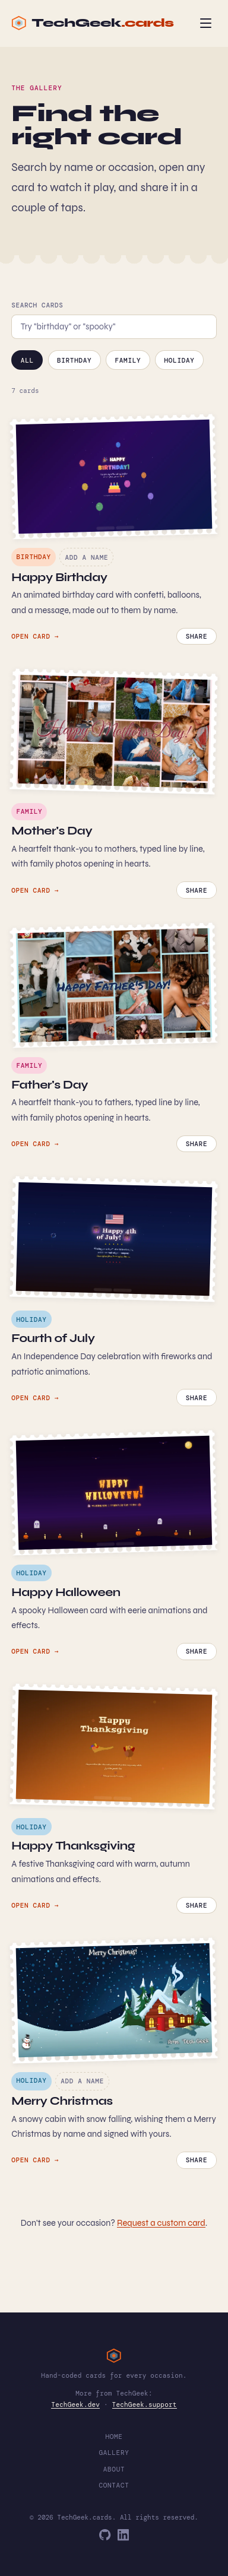 TechGeek.cards
THE GALLERY
Find the
right card
Search by name or occasion, open any
card to watch it play, and share it in a
couple of taps.
SEARCH CARDS
Try "birthday" or "spooky"
ALL BIRTHDAY FAMILY HOLIDAY
7 cards
HAPPY
BIRTHDAY!
BIRTHDAY ADD A NAME
Happy Birthday
An animated birthday card with confetti, balloons,
and a message, made out to them by name.
OPEN CARD → SHARE
Happy Mother's Day!
FAMILY
Mother's Day
A heartfelt thank-you to mothers, typed line by line,
with family photos opening in hearts.
OPEN CARD → SHARE
HAPPY FATHER'S DAY!
FAMILY
Father's Day
A heartfelt thank-you to fathers, typed line by line,
with family photos opening in hearts.
OPEN CARD → SHARE
Happy 4th
of July!
HOLIDAY
Fourth of July
An Independence Day celebration with fireworks and
patriotic animations.
OPEN CARD → SHARE
HAPPY
HALLOWEEN!
HOLIDAY
Happy Halloween
A spooky Halloween card with eerie animations and
effects.
OPEN CARD → SHARE
Happy
Thanksgiving
HOLIDAY
Happy Thanksgiving
A festive Thanksgiving card with warm, autumn
animations and effects.
OPEN CARD → SHARE
Merry Christmas!
HOLIDAY ADD A NAME
Merry Christmas
A snowy cabin with snow falling, wishing them a Merry
Christmas by name and signed with yours.
OPEN CARD → SHARE
Don't see your occasion? Request a custom card.
Hand-coded cards for every occasion.
More from TechGeek:
TechGeek.dev · TechGeek.support
HOME
GALLERY
ABOUT
CONTACT
© 2026 TechGeek.cards. All rights reserved.